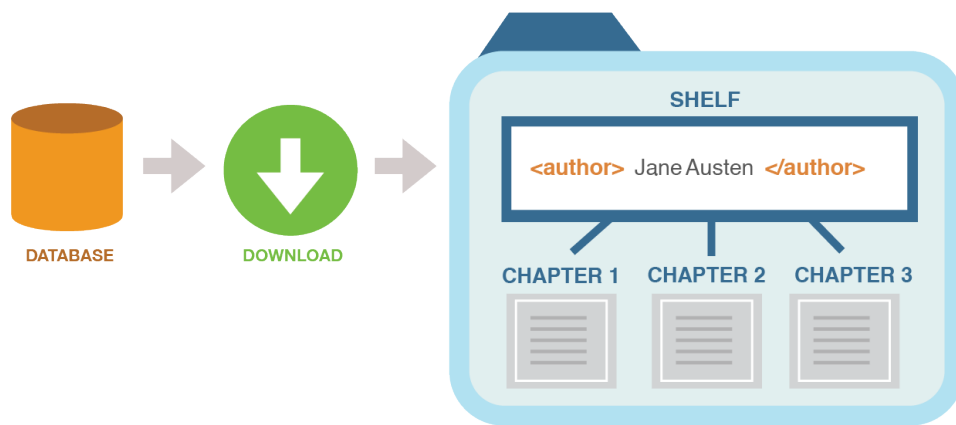 SHELF
<author> Jane Austen </author>
DATABASE
DOWNLOAD
CHAPTER 1
CHAPTER 2
CHAPTER 3